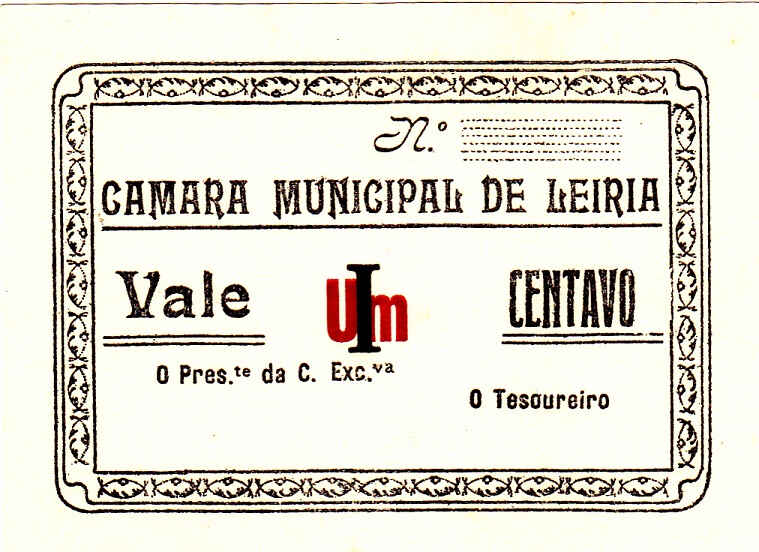 N.º
CAMARA MUNICIPAL DE LEIRIA
Vale Um I CENTAVO
O Pres.te da C. Exc.va
O Tesoureiro